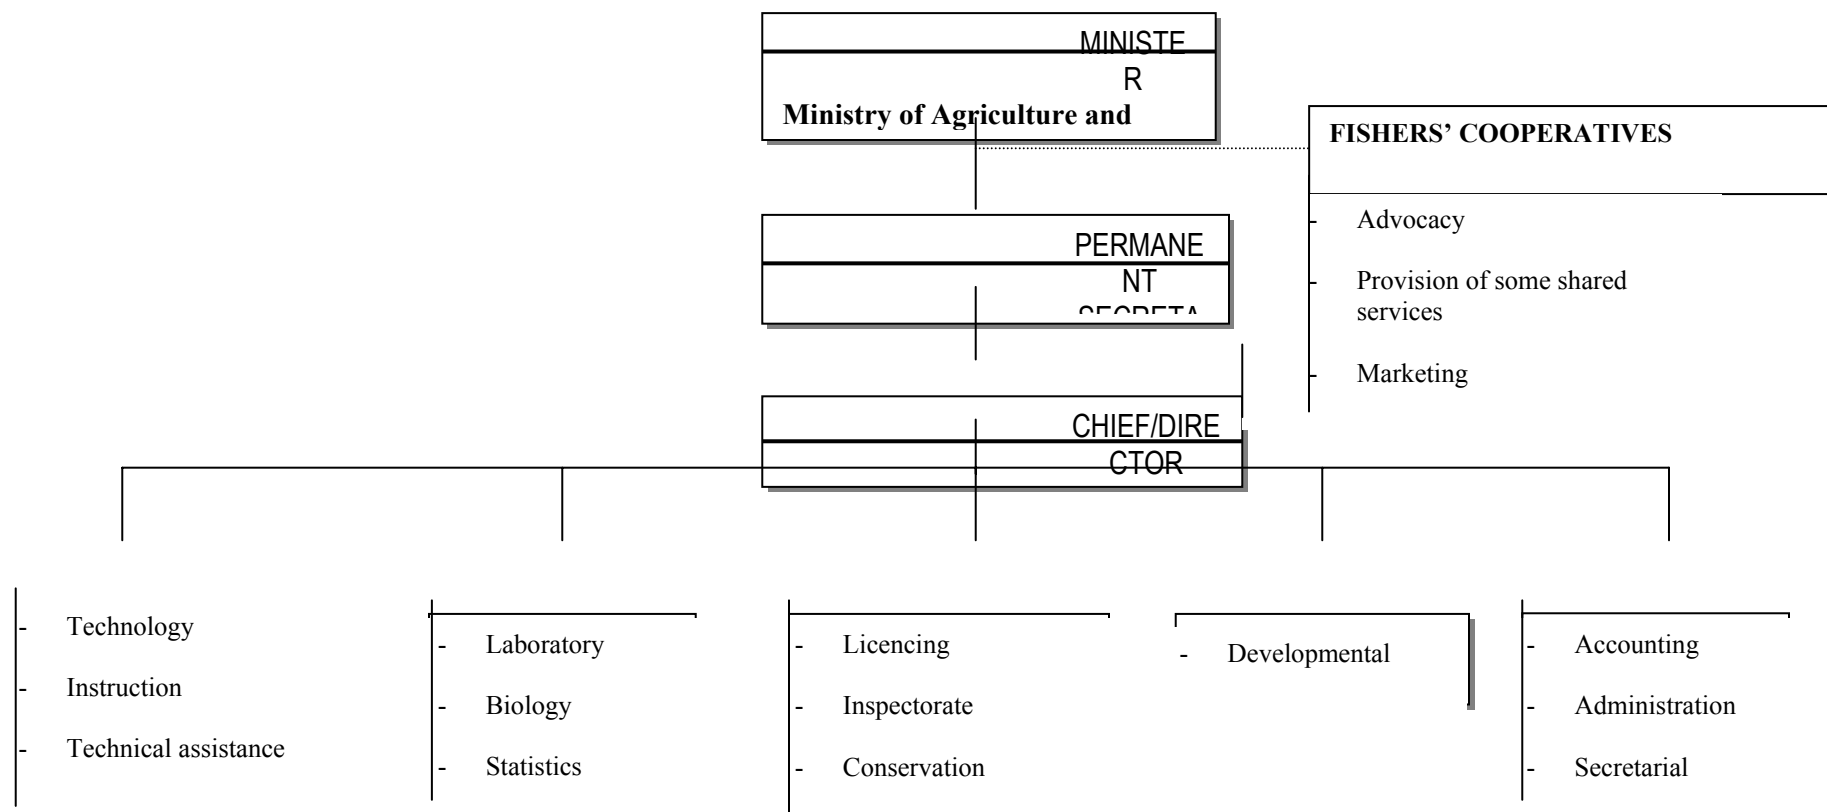 MINISTE
R
Ministry of Agriculture and
FISHERS’ COOPERATIVES
- Advocacy
- Provision of some shared
services
- Marketing
PERMANE
NT
SECRETA
CHIEF/DIRE
CTOR
- Technology
- Instruction
- Technical assistance
- Laboratory
- Biology
- Statistics
- Licencing
- Inspectorate
- Conservation
- Developmental
- Accounting
- Administration
- Secretarial